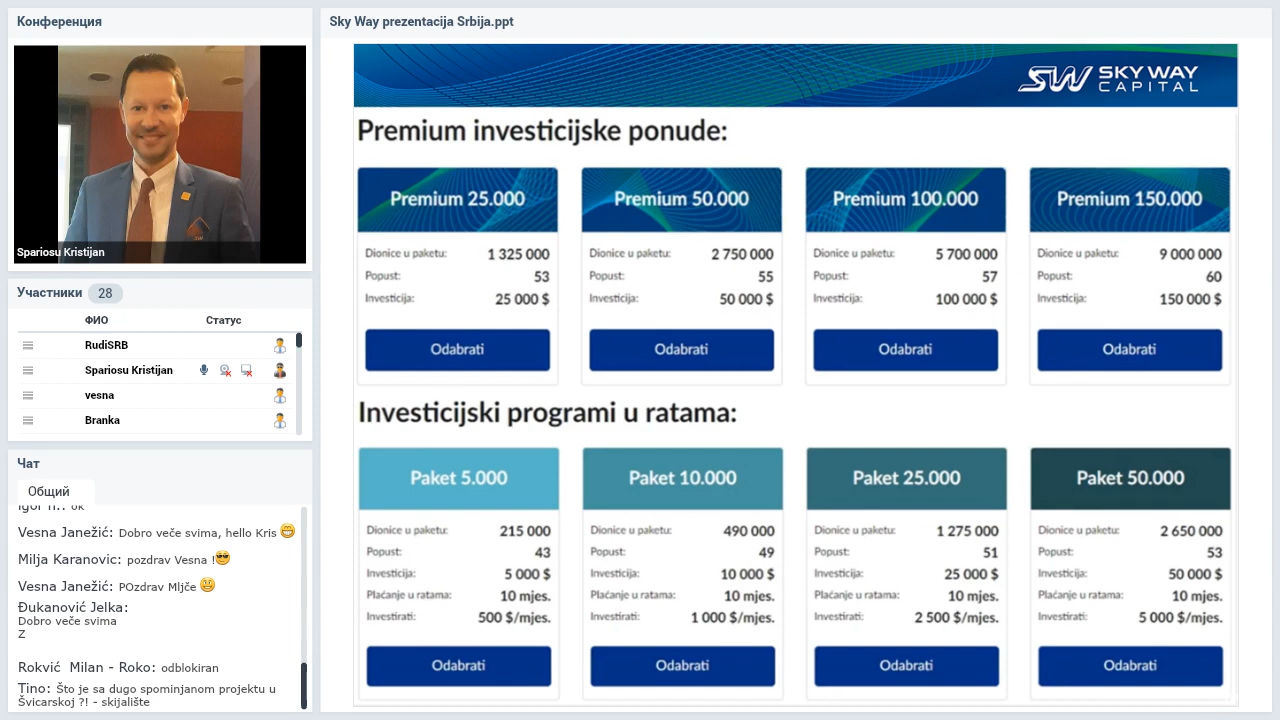 Конференция
Spariosu Kristijan
Участники 28
ФИО Статус
RudiSRB
Spariosu Kristijan
vesna
Branka
Чат
Общий
Igor
Vesna Janežić: Dobro veče svima, hello Kris
Milja Karanovic: pozdrav Vesna !
Vesna Janežić: POzdrav Mljče
Đukanović Jelka:
Dobro veče svima
Z
Rokvić Milan - Roko: odblokiran
Tino: Što je sa dugo spominjanom projektu u
Švicarskoj ?! - skijalište
Sky Way prezentacija Srbija.ppt
SW SKY WAY
CAPITAL
Premium investicijske ponude:
Premium 25.000
Dionice u paketu: 1 325 000
Popust: 53
Investicija: 25 000 $
Odabrati
Premium 50.000
Dionice u paketu: 2 750 000
Popust: 55
Investicija: 50 000 $
Odabrati
Premium 100.000
Dionice u paketu: 5 700 000
Popust: 57
Investicija: 100 000 $
Odabrati
Premium 150.000
Dionice u paketu: 9 000 000
Popust: 60
Investicija: 150 000 $
Odabrati
Investicijski programi u ratama:
Paket 5.000
Dionice u paketu: 215 000
Popust: 43
Investicija: 5 000 $
Plaćanje u ratama: 10 mjes.
Investirati: 500 $/mjes.
Odabrati
Paket 10.000
Dionice u paketu: 490 000
Popust: 49
Investicija: 10 000 $
Plaćanje u ratama: 10 mjes.
Investirati: 1 000 $/mjes.
Odabrati
Paket 25.000
Dionice u paketu: 1 275 000
Popust: 51
Investicija: 25 000 $
Plaćanje u ratama: 10 mjes.
Investirati: 2 500 $/mjes.
Odabrati
Paket 50.000
Dionice u paketu: 2 650 000
Popust: 53
Investicija: 50 000 $
Plaćanje u ratama: 10 mjes.
Investirati: 5 000 $/mjes.
Odabrati